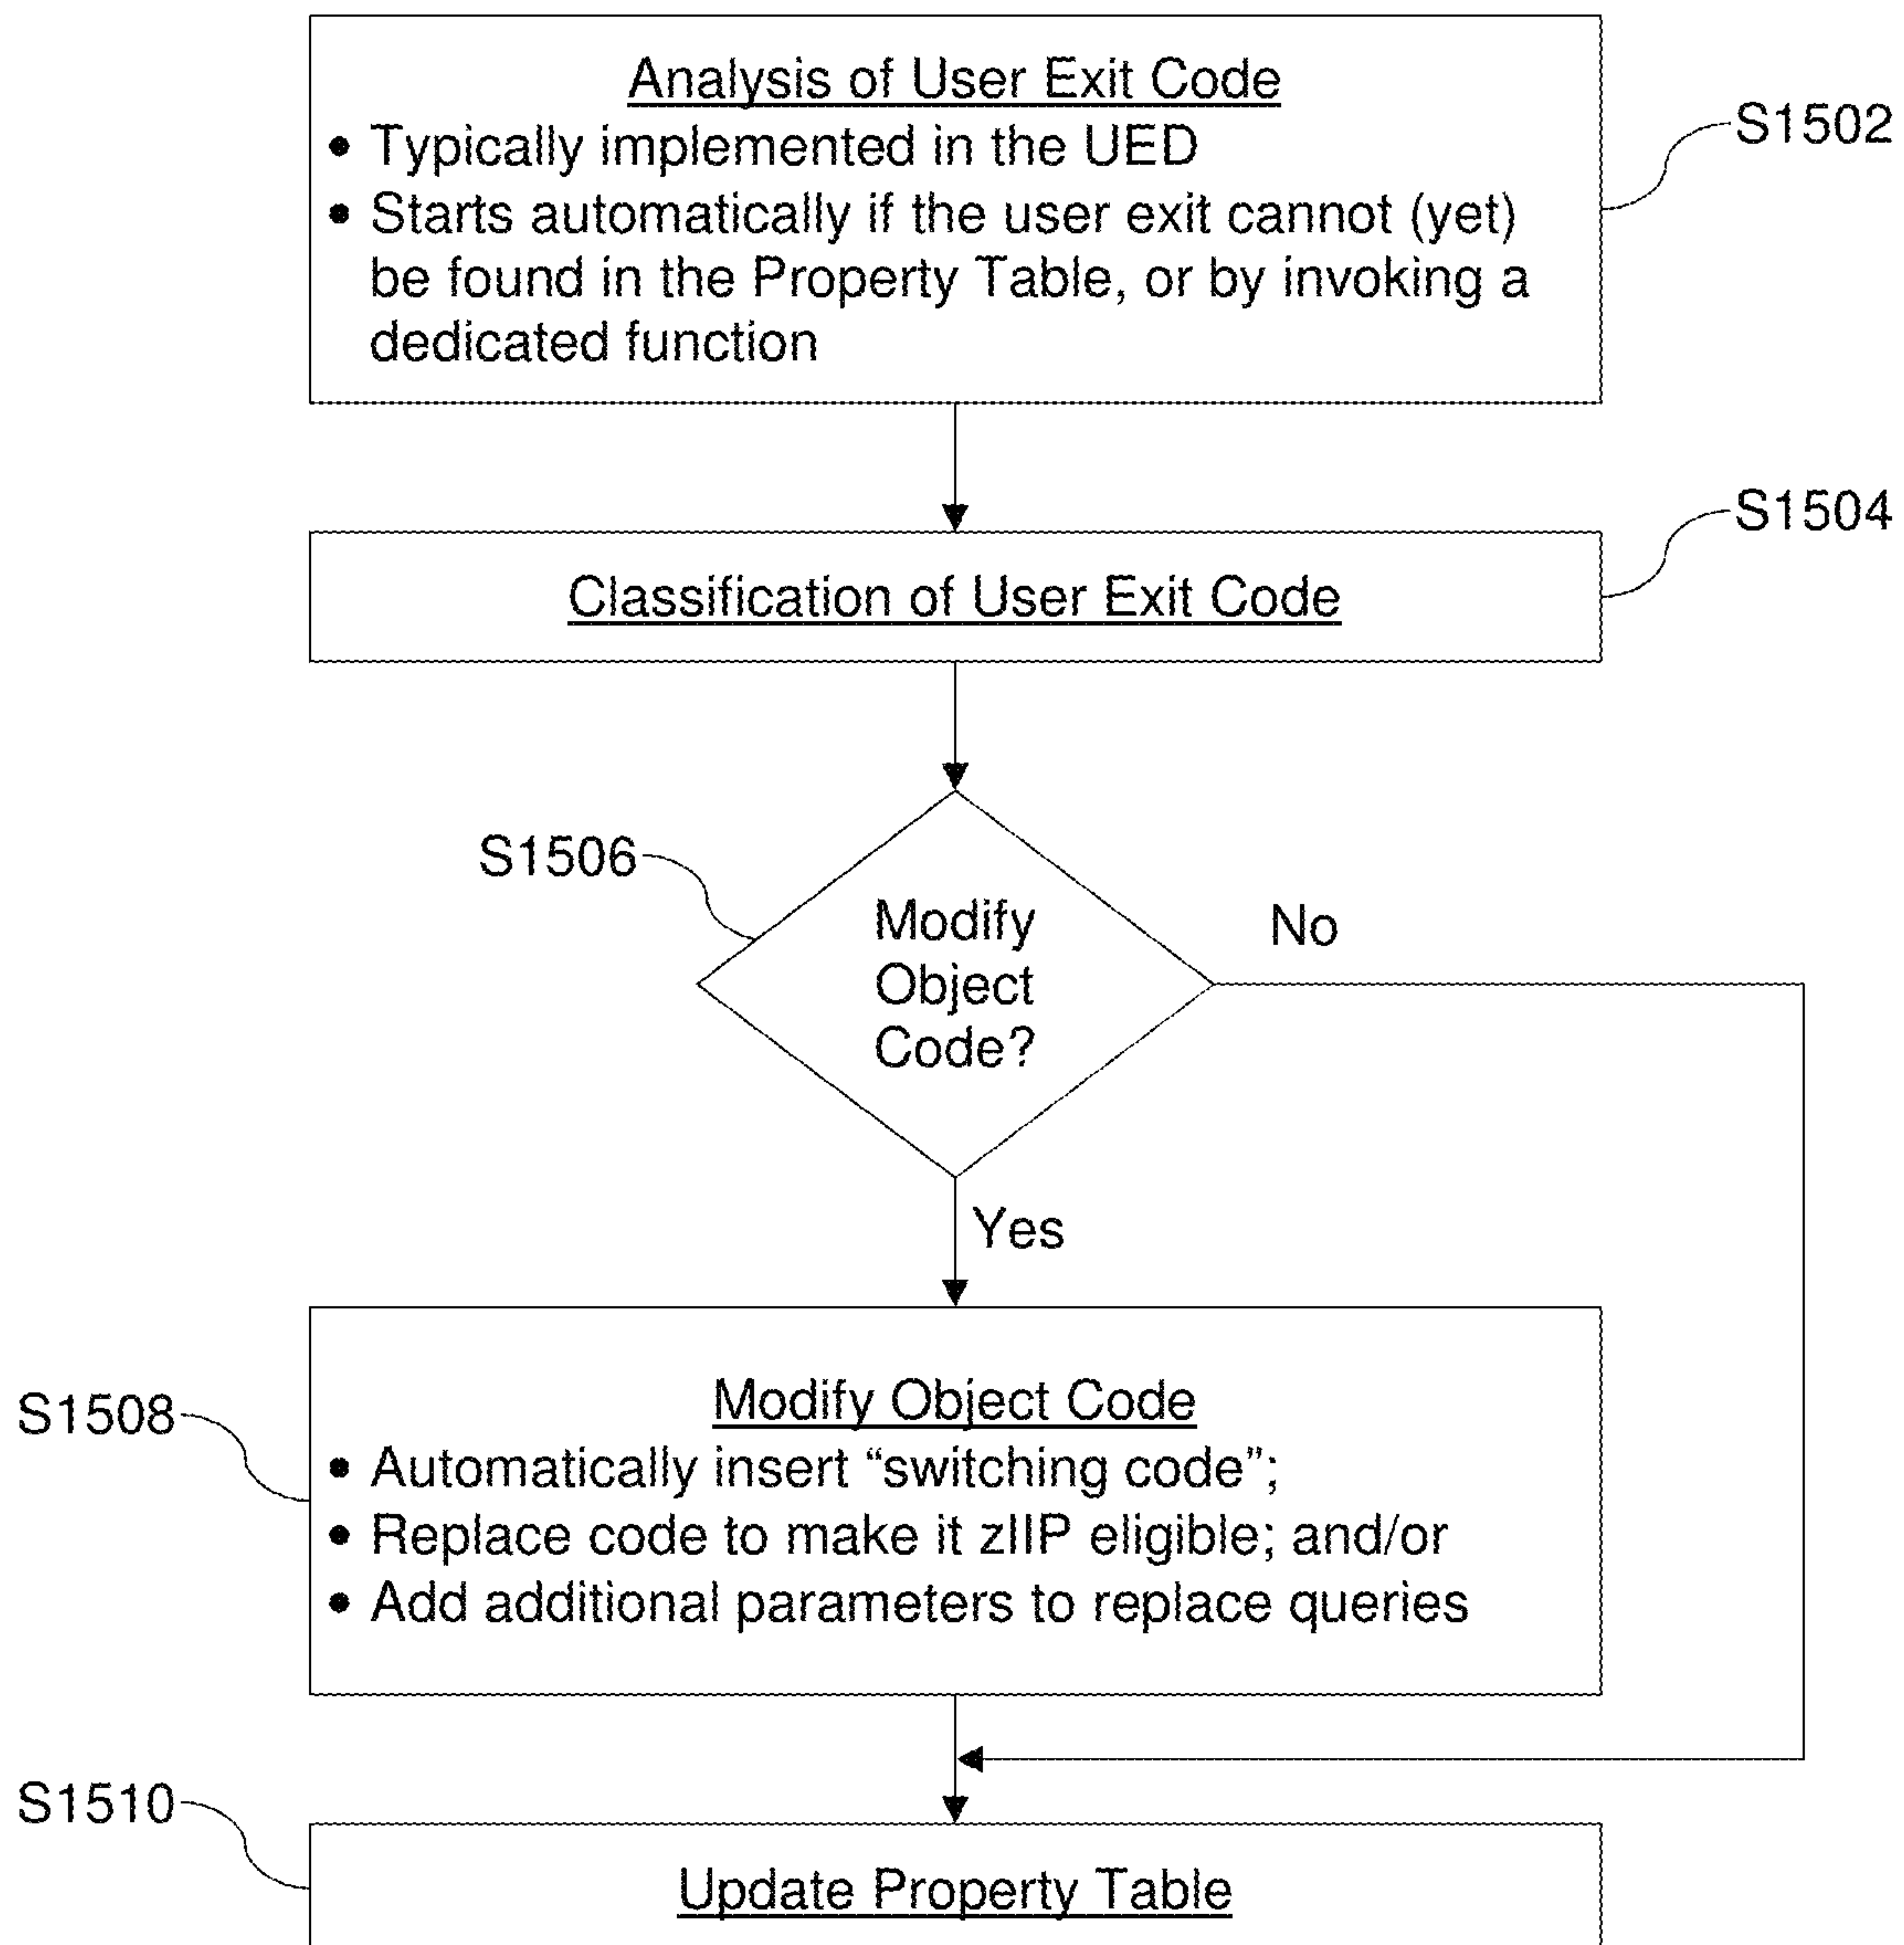 Analysis of User Exit Code
• Typically implemented in the UED
• Starts automatically if the user exit cannot (yet)
be found in the Property Table, or by invoking a
dedicated function
S1502
Classification of User Exit Code
S1504
S1506
Modify
Object
Code?
No
Yes
S1508
Modify Object Code
• Automatically insert “switching code”;
• Replace code to make it zIIP eligible; and/or
• Add additional parameters to replace queries
S1510
Update Property Table